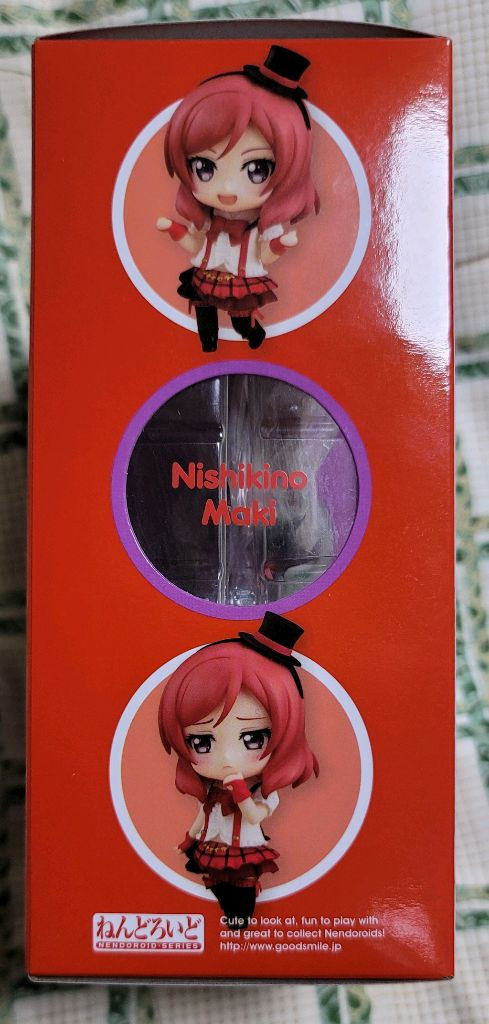 Nishikino
Maki
ねんどろいど
NENDOROID·SERIES
Cute to look at, fun to play with
and great to collect Nendoroids!
http://www.goodsmile.jp